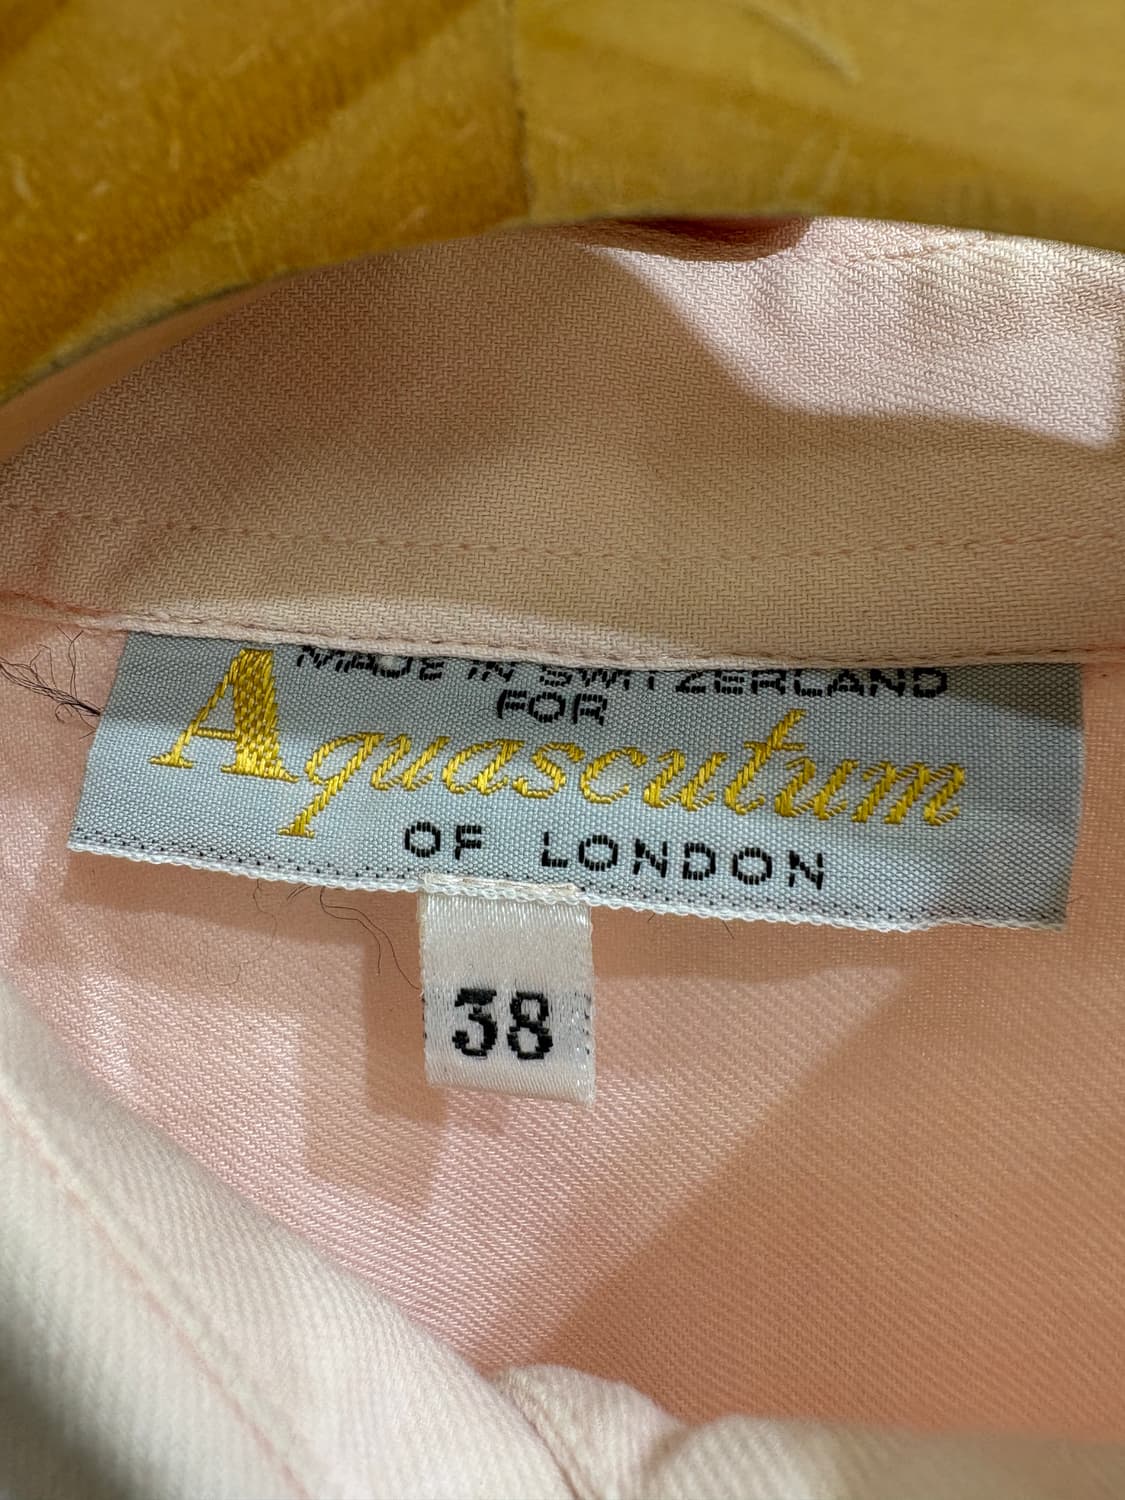 MADE IN SWITZERLAND
FOR
Aquascutum
OF LONDON
38